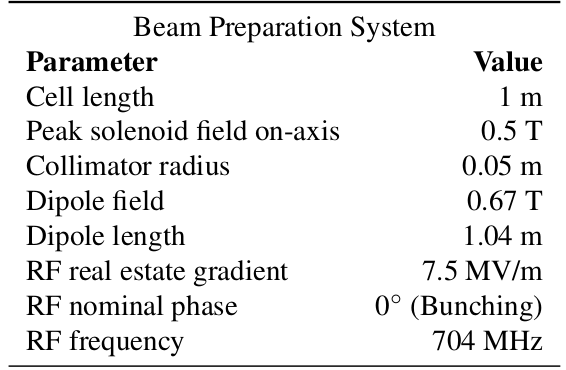 Beam Preparation System
Parameter Value
Cell length 1 m
Peak solenoid field on-axis 0.5 T
Collimator radius 0.05 m
Dipole field 0.67 T
Dipole length 1.04 m
RF real estate gradient 7.5 MV/m
RF nominal phase 0° (Bunching)
RF frequency 704 MHz